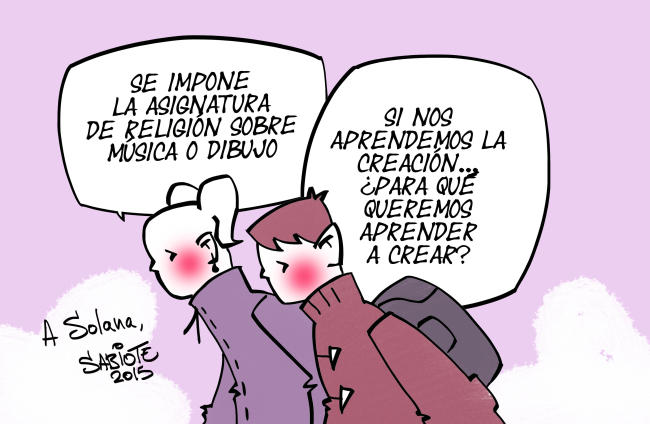 SE IMPONE
LA ASIGNATURA
DE RELIGIÓN SOBRE
MÚSICA O DIBUJO
SI NOS
APRENDEMOS LA
CREACIÓN...
¿PARA QUÉ
QUEREMOS
APRENDER
A CREAR?
A Solana,
SABIOTE
2015